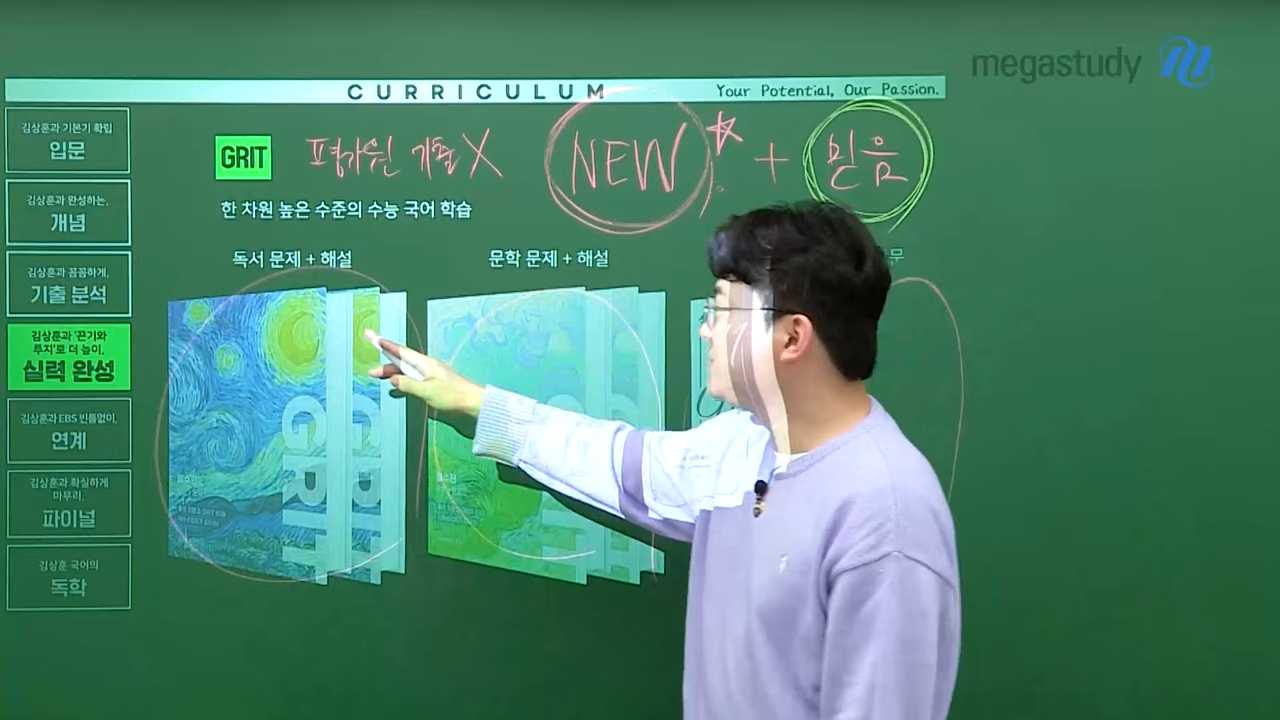 megastudy
CURRICULUM
Your Potential, Our Passion.
김상훈과 기본기 확립
입문
김상훈과 완성하는,
개념
김상훈과 꼼꼼하게,
기출 분석
김상훈과 '끈기와
투지'로 더 높이,
실력 완성
김상훈과 EBS 빈틈없이,
연계
김상훈과 확실하게
마무리,
파이널
김상훈 국어의
독학
GRIT 평가원 기출 X NEW! + 믿음
한 차원 높은 수준의 수능 국어 학습
독서 문제 + 해설
문학 문제 + 해설
문
GRIT
GRIT